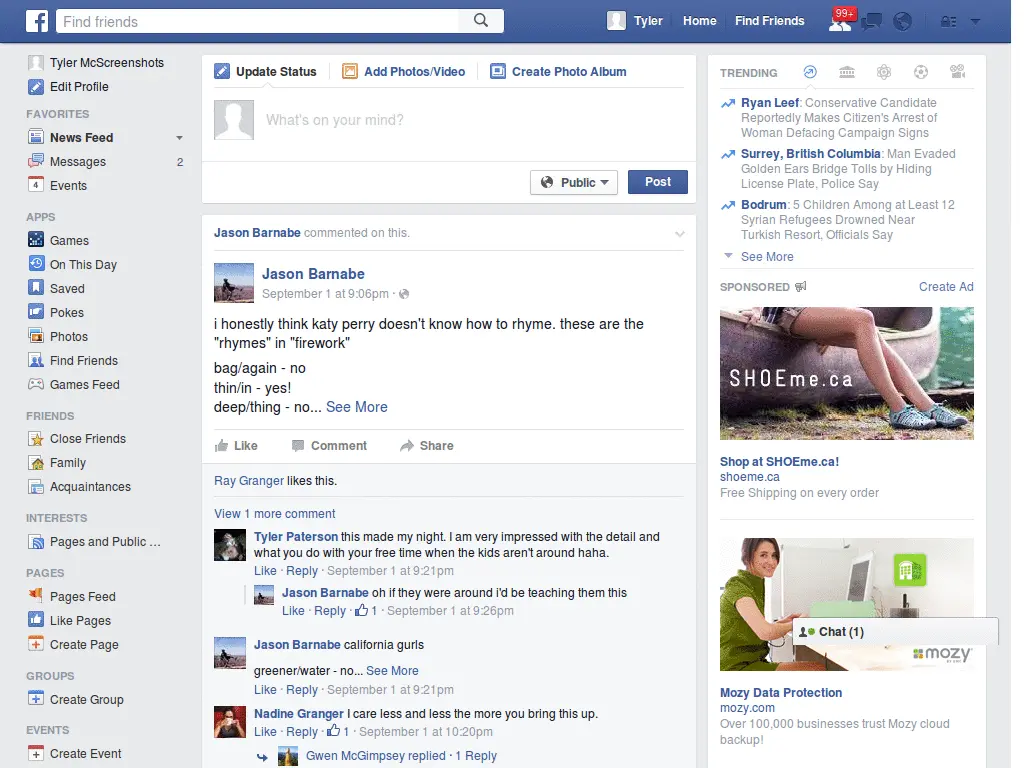 f
Find friends
Tyler
Home
Find Friends
99+
Tyler McScreenshots
Edit Profile
FAVORITES
News Feed
Messages 2
4 Events
APPS
Games
On This Day
Saved
Pokes
Photos
Find Friends
Games Feed
FRIENDS
Close Friends
Family
Acquaintances
INTERESTS
Pages and Public ...
PAGES
Pages Feed
Like Pages
Create Page
GROUPS
Create Group
EVENTS
Create Event
Update Status
Add Photos/Video
Create Photo Album
What's on your mind?
Public
Post
Jason Barnabe commented on this.
Jason Barnabe
September 1 at 9:06pm ·
i honestly think katy perry doesn't know how to rhyme. these are the
"rhymes" in "firework"
bag/again - no
thin/in - yes!
deep/thing - no... See More
Like Comment Share
Ray Granger likes this.
View 1 more comment
Tyler Paterson this made my night. I am very impressed with the detail and
what you do with your free time when the kids aren't around haha.
Like · Reply · September 1 at 9:21pm
Jason Barnabe oh if they were around i'd be teaching them this
Like · Reply · 1 · September 1 at 9:26pm
Jason Barnabe california gurls
greener/water - no... See More
Like · Reply · September 1 at 9:21pm
Nadine Granger I care less and less the more you bring this up.
Like · Reply · 1 · September 1 at 10:20pm
Gwen McGimpsey replied · 1 Reply
TRENDING
Ryan Leef: Conservative Candidate
Reportedly Makes Citizen's Arrest of
Woman Defacing Campaign Signs
Surrey, British Columbia: Man Evaded
Golden Ears Bridge Tolls by Hiding
License Plate, Police Say
Bodrum: 5 Children Among at Least 12
Syrian Refugees Drowned Near
Turkish Resort, Officials Say
See More
SPONSORED
Create Ad
SHOEme.ca
Shop at SHOEme.ca!
shoeme.ca
Free Shipping on every order
Chat (1)
mozy
Mozy Data Protection
mozy.com
Over 100,000 businesses trust Mozy cloud
backup!